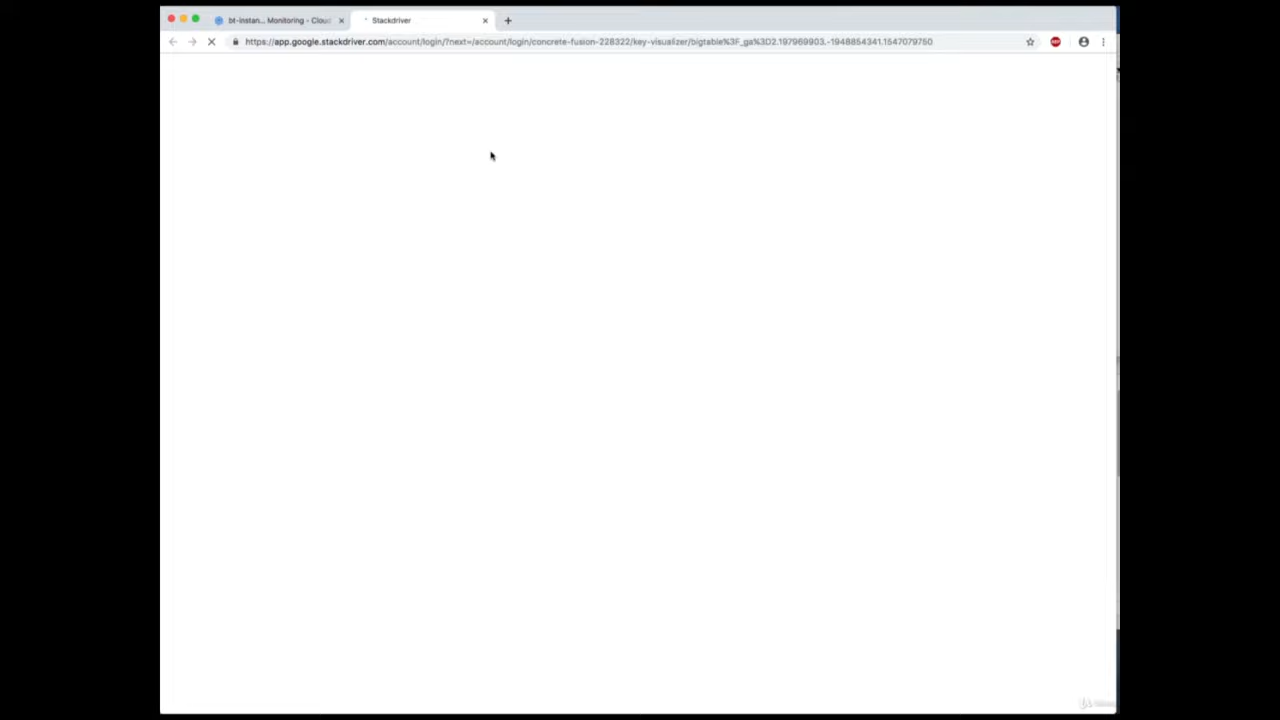 bt-instan... Monitoring - Cloud
Stackdriver
https://app.google.stackdriver.com/account/login/?next=/account/login/concrete-fusion-228322/key-visualizer/bigtable%3F_ga%3D2.197969903.-1948854341.1547079750